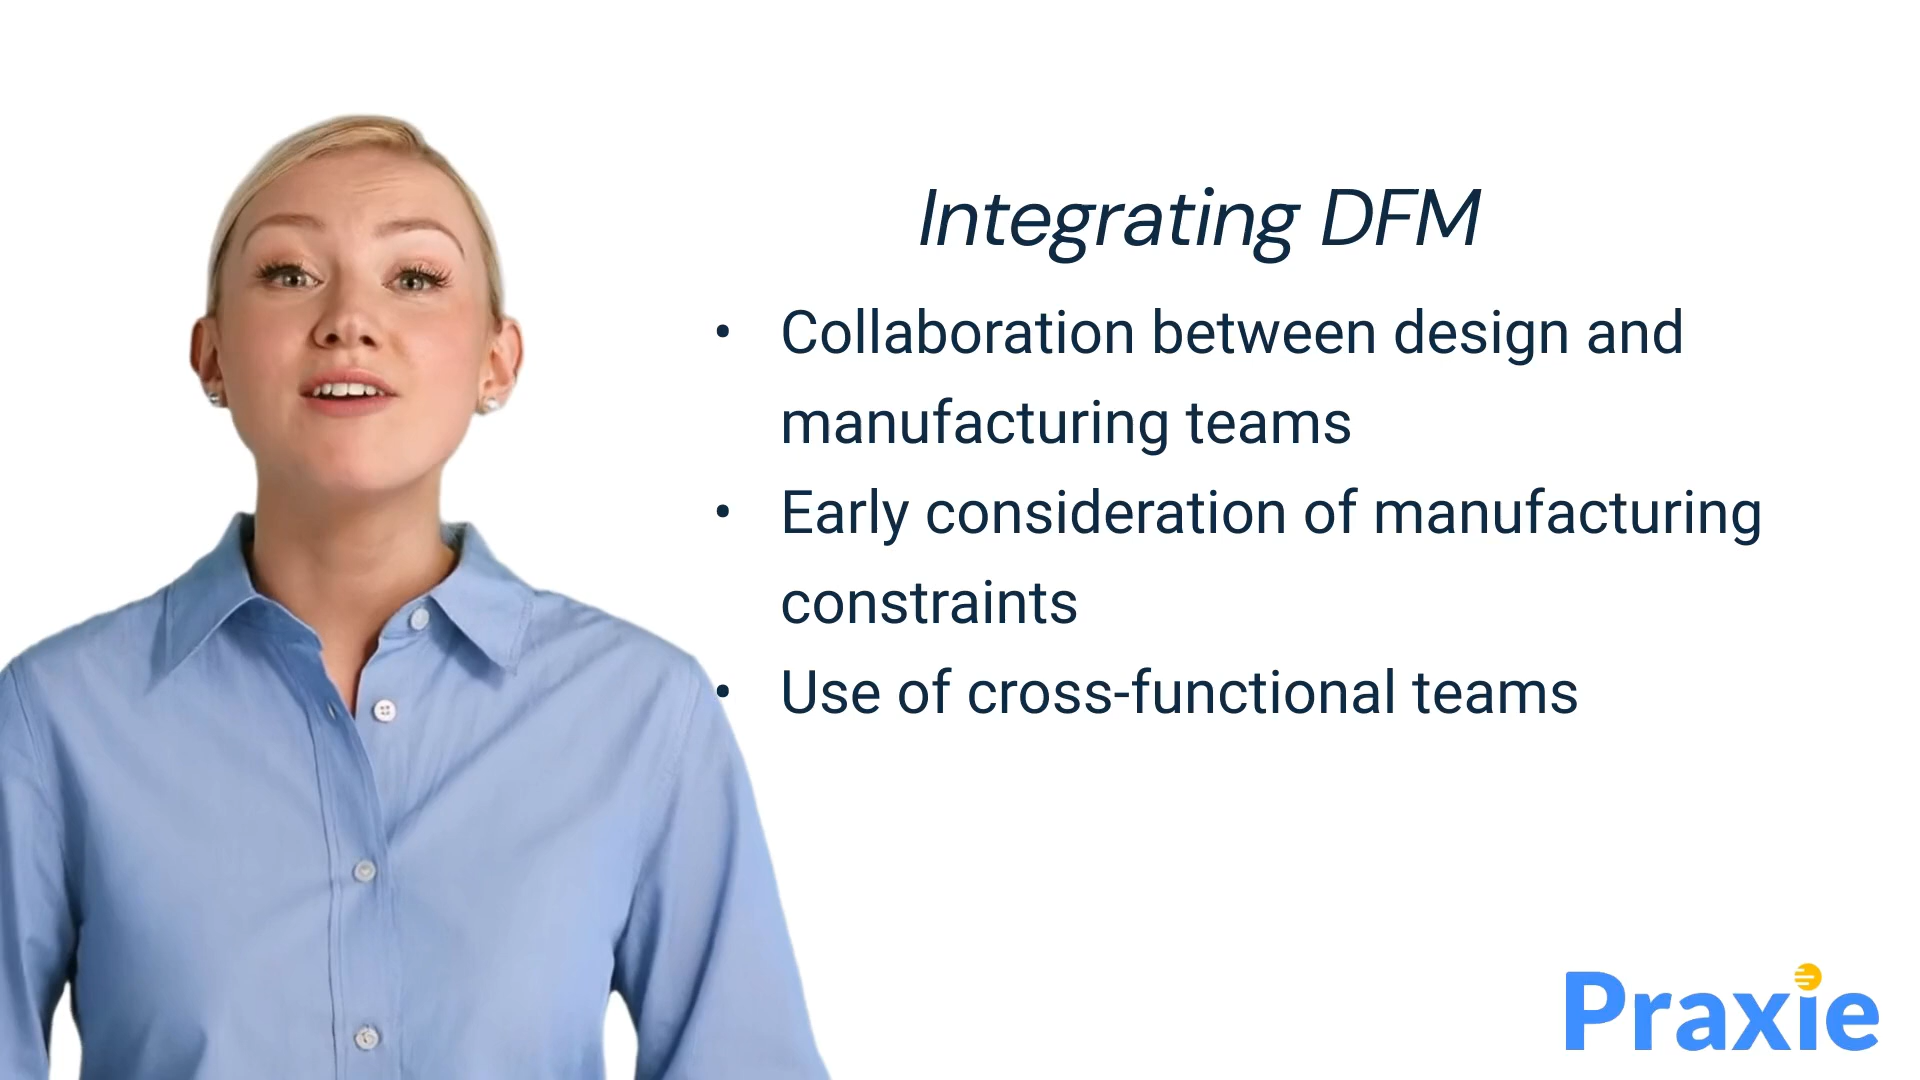 Integrating DFM
• Collaboration between design and
manufacturing teams
• Early consideration of manufacturing
constraints
• Use of cross-functional teams
Praxie